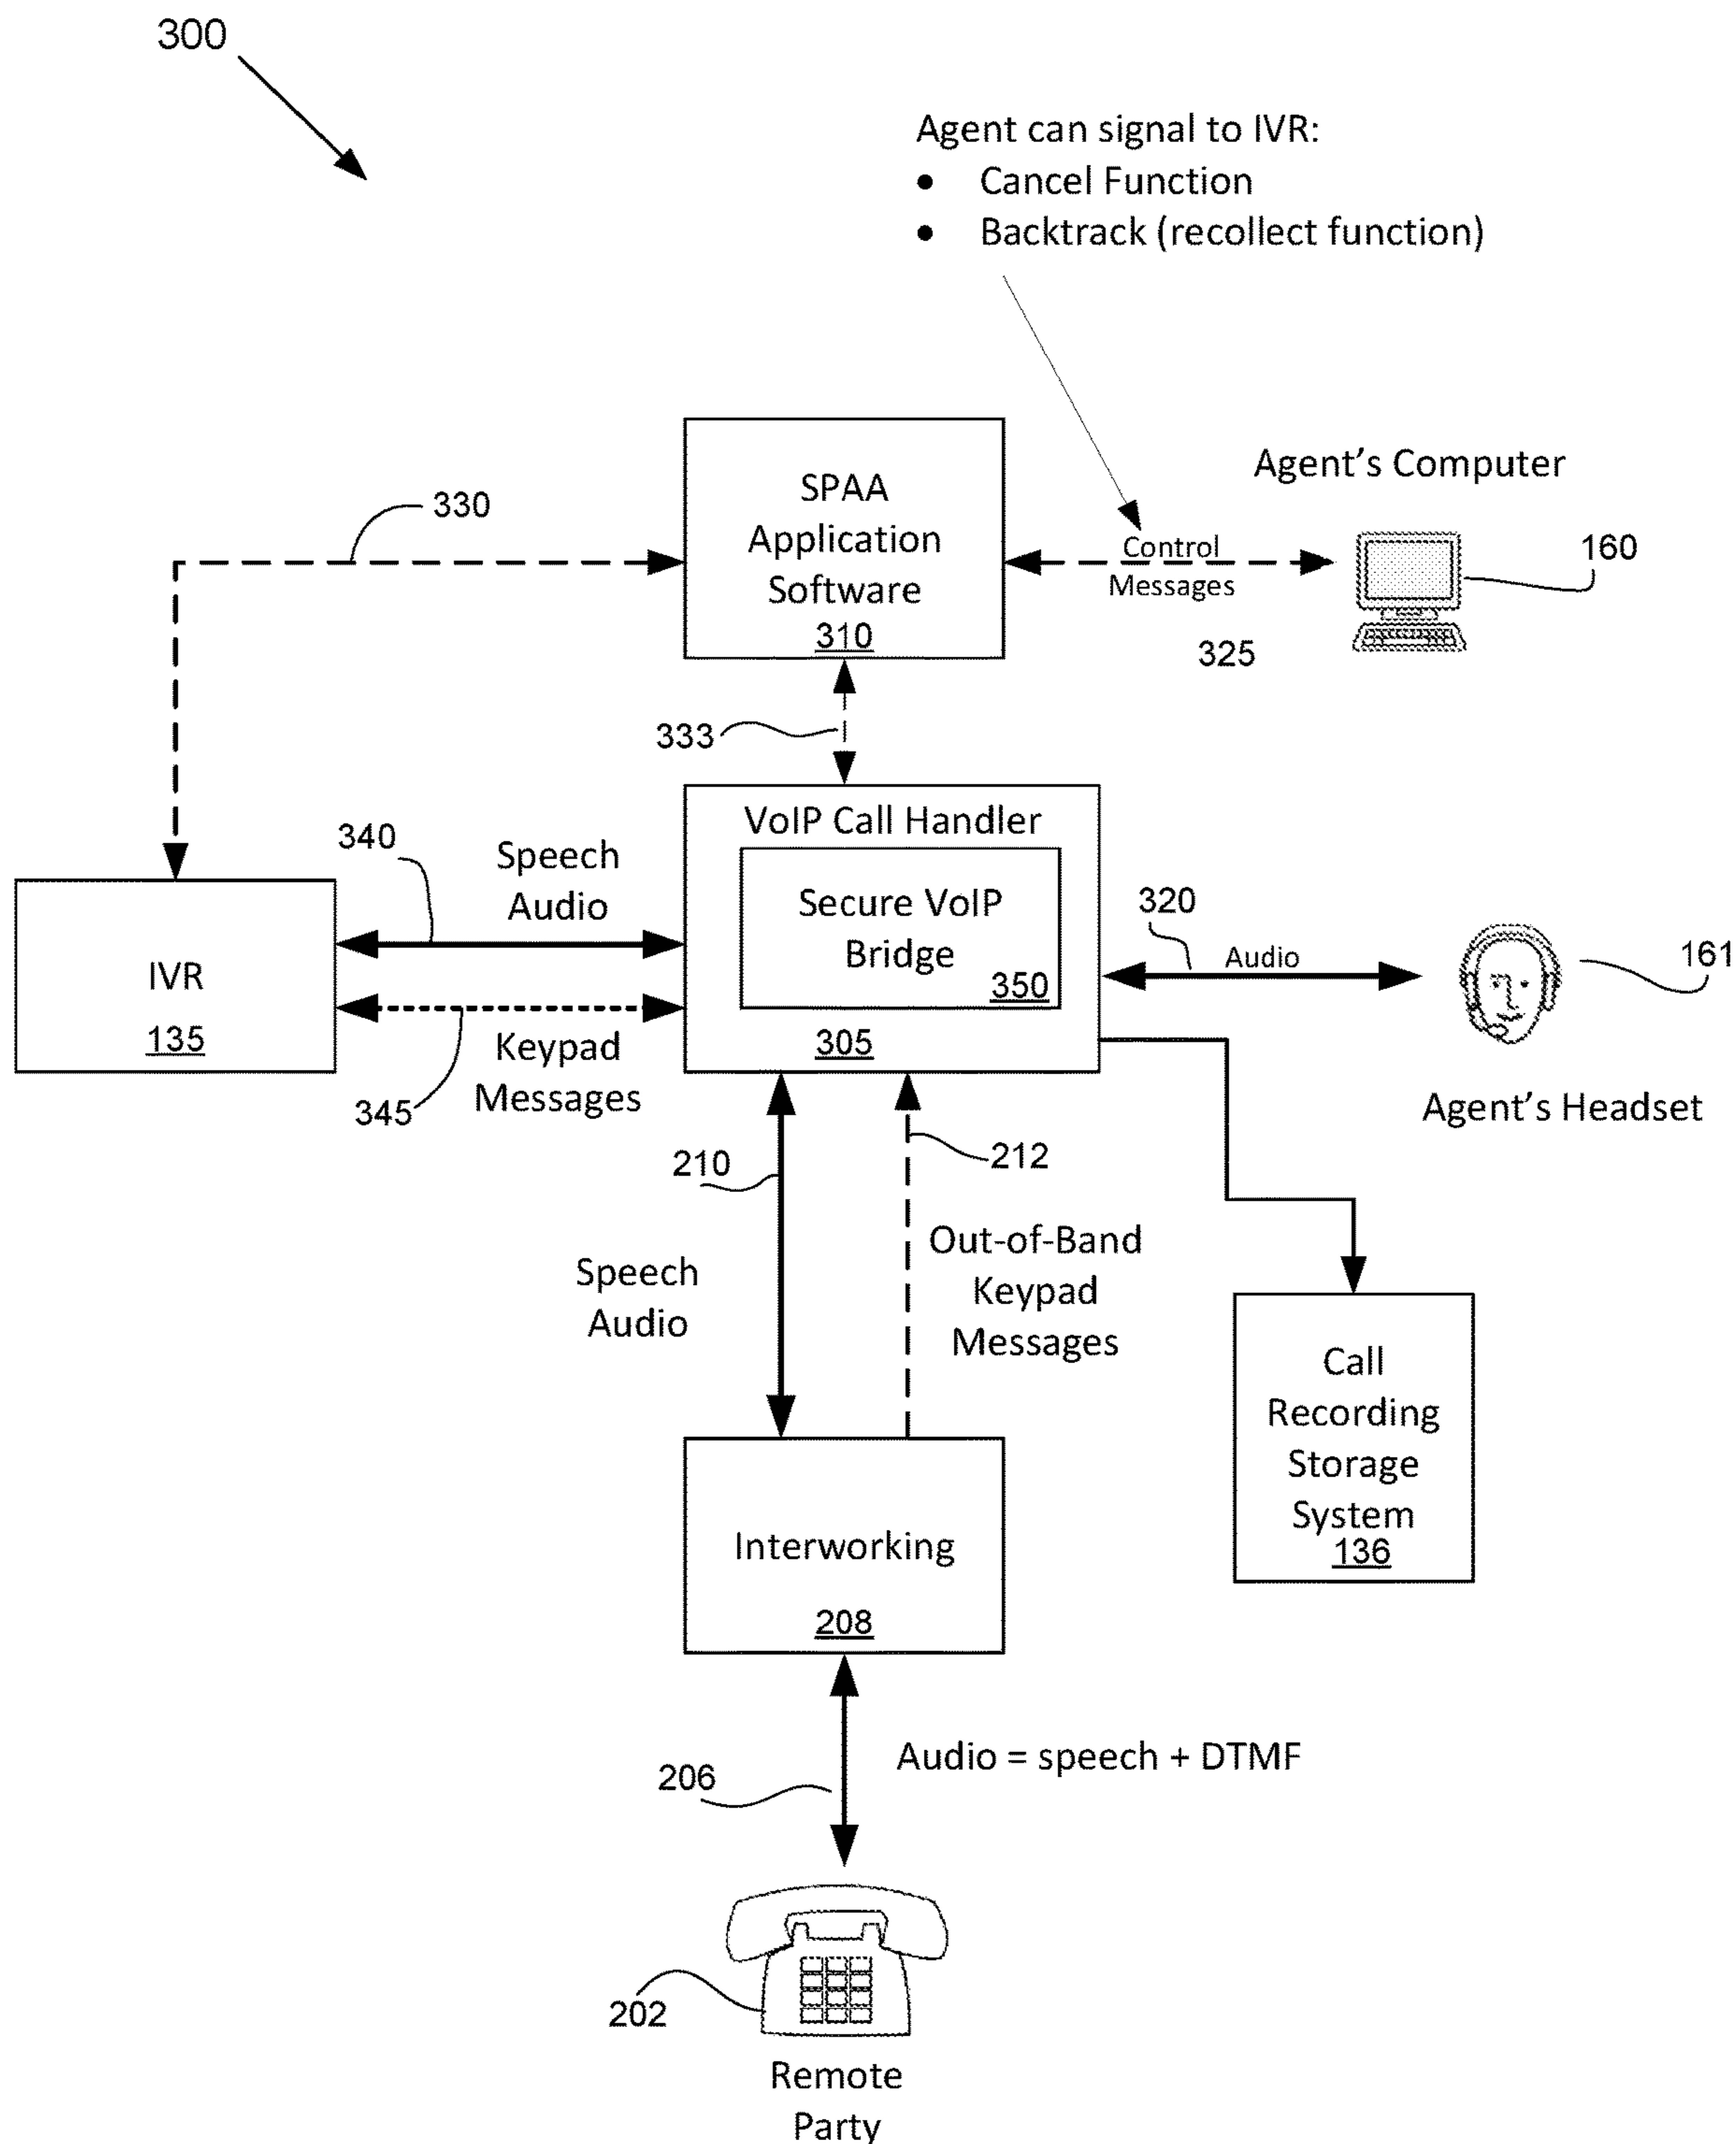 300
Agent can signal to IVR:
• Cancel Function
• Backtrack (recollect function)
SPAA
Application
Software
310
330
Control
Messages
325
Agent's Computer
160
333
VoIP Call Handler
Secure VoIP
Bridge
350
305
340
Speech
Audio
IVR
135
Keypad
Messages
345
320
Audio
161
Agent's Headset
210
212
Speech
Audio
Out-of-Band
Keypad
Messages
Call
Recording
Storage
System
136
Interworking
208
206
Audio = speech + DTMF
202
Remote
Party